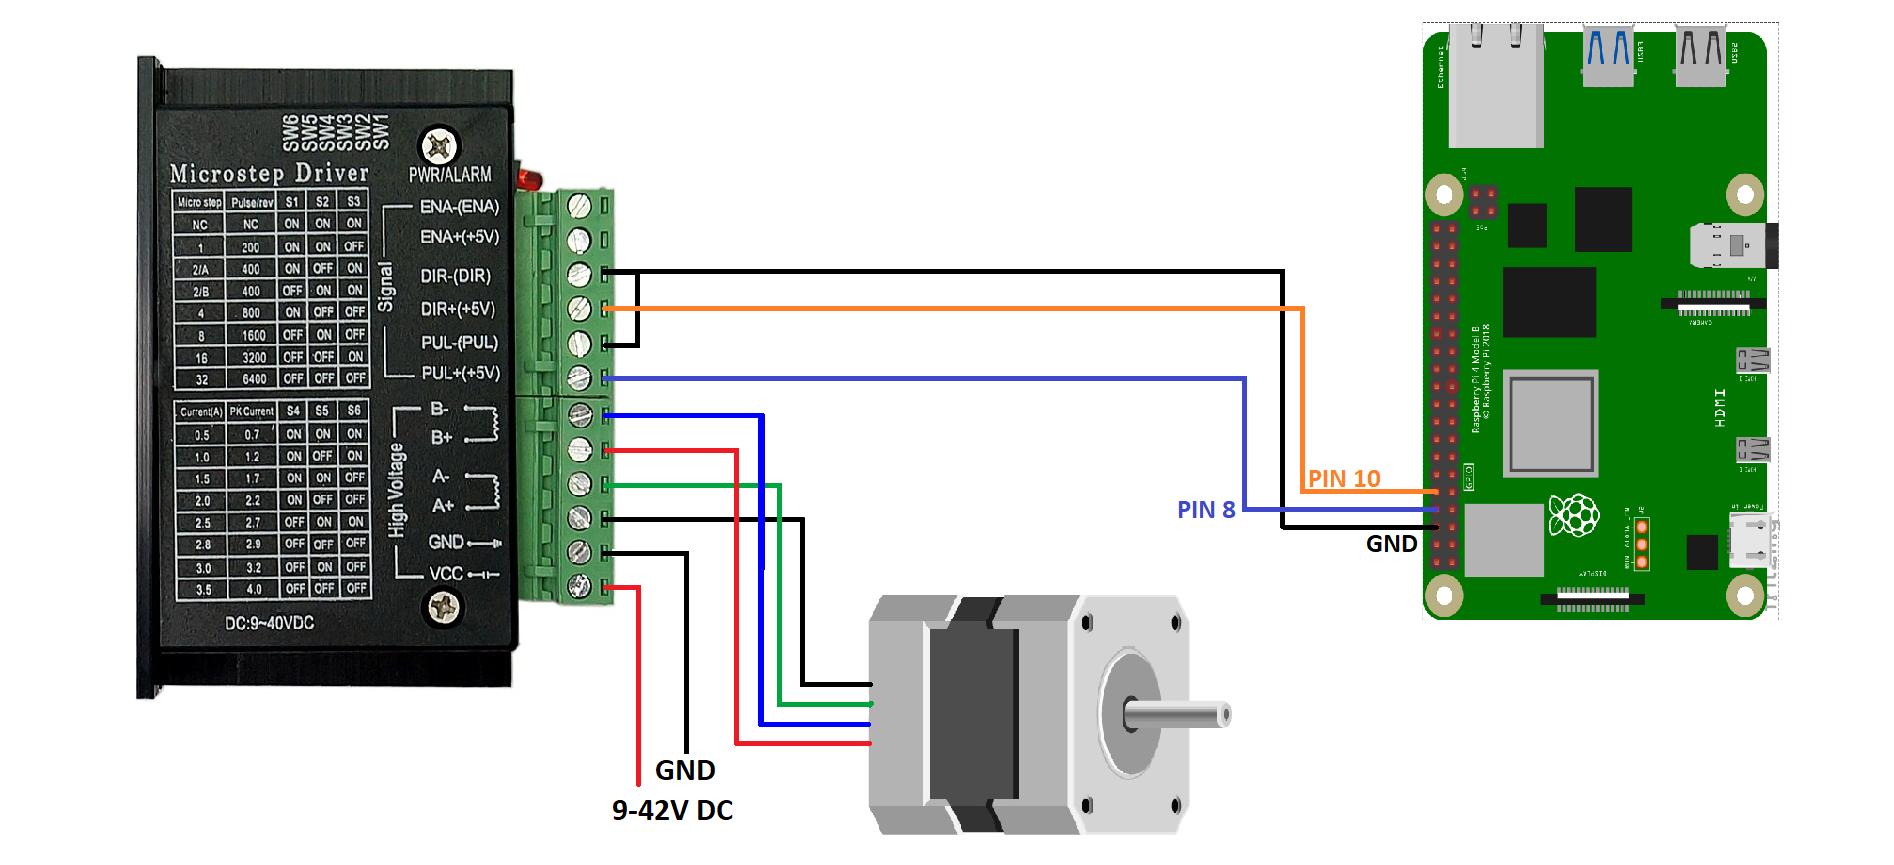 SW6
SW5
SW4
SW3
SW2
SW1
Microstep Driver
PWR/ALARM
Micro step Pulse/rev S1 S2 S3
NC NC ON ON ON
1 200 ON ON OFF
2/A 400 ON OFF ON
2/B 400 OFF ON ON
4 800 ON OFF OFF
8 1600 OFF ON OFF
16 3200 OFF OFF ON
32 6400 OFF OFF OFF
Signal
ENA-(ENA)
ENA+(+5V)
DIR-(DIR)
DIR+(+5V)
PUL-(PUL)
PUL+(+5V)
Current(A) PK Current S4 S5 S6
0.5 0.7 ON ON ON
1.0 1.2 ON OFF ON
1.5 1.7 ON ON OFF
2.0 2.2 ON OFF OFF
2.5 2.7 OFF ON ON
2.8 2.9 OFF OFF ON
3.0 3.2 OFF ON OFF
3.5 4.0 OFF OFF OFF
High Voltage
B-
B+
A-
A+
GND
VCC
DC:9~40VDC
GND
9-42V DC
PIN 10
PIN 8
GND
Ethernet
USB3
USB2
PoE
A/V
CAMERA
Raspberry Pi 4 Model B
© Raspberry Pi 2018
HDMI
GPIO
Power in
DISPLAY